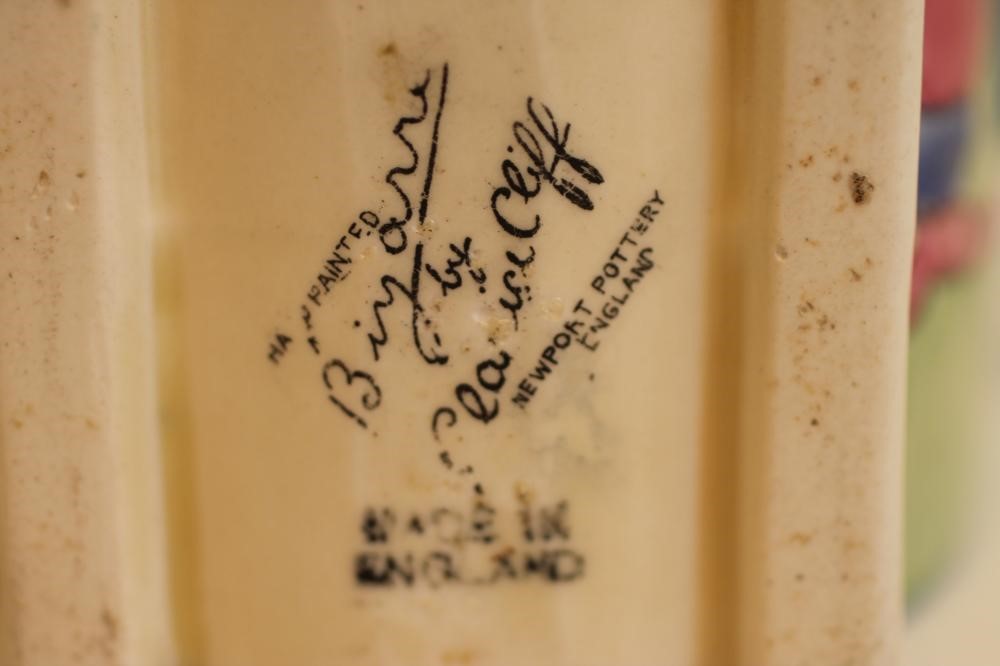 HAND PAINTED
Bizarre
by
Clarice Cliff
NEWPORT POTTERY
ENGLAND
MADE IN
ENGLAND